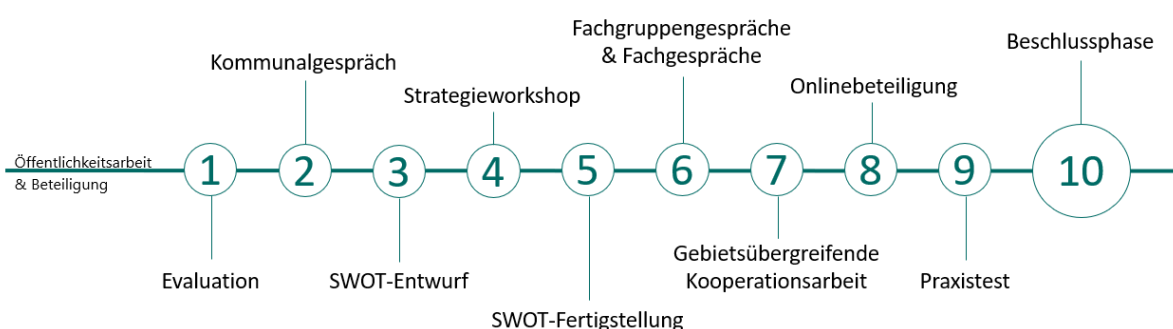 Fachgruppengespräche
& Fachgespräche
Beschlussphase
Kommunalgespräch
Onlinebeteiligung
Strategieworkshop
Öffentlichkeitsarbeit
& Beteiligung
1 2 3 4 5 6 7 8 9 10
Gebietsübergreifende
Kooperationsarbeit
Evaluation
SWOT-Entwurf
Praxistest
SWOT-Fertigstellung